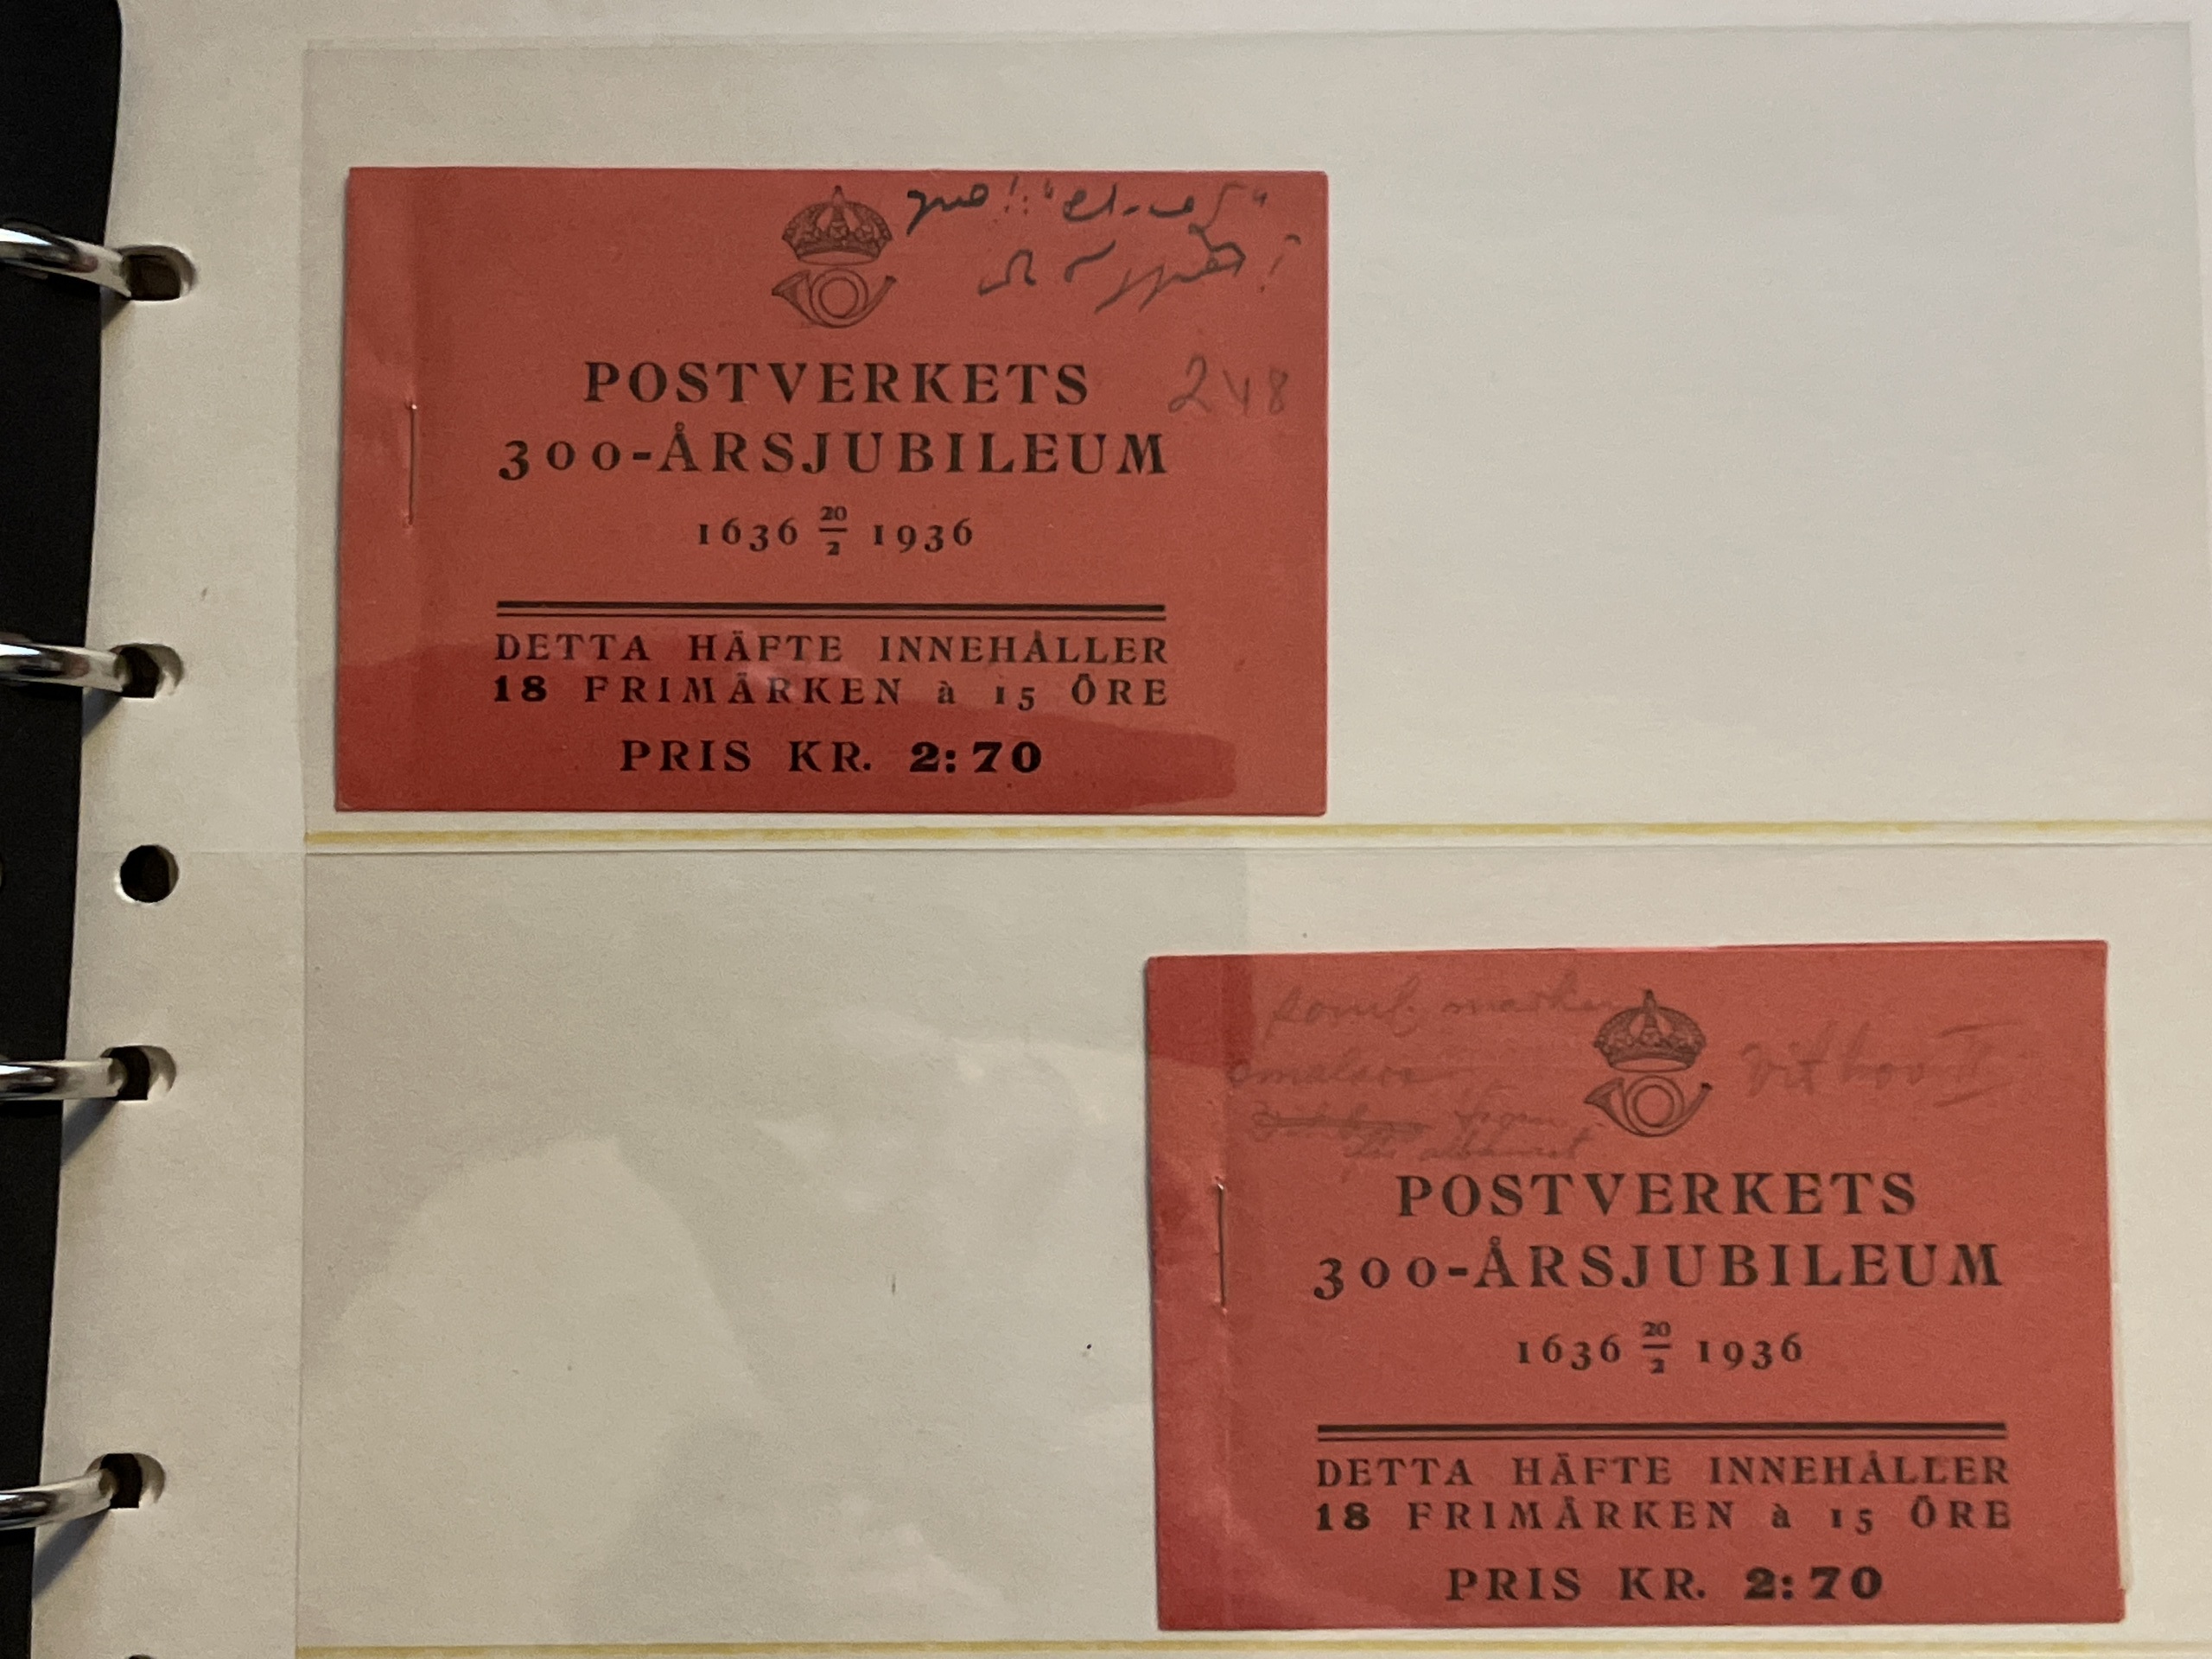 248
POSTVERKETS
300-ÅRSJUBILEUM
1636 20/2 1936
DETTA HÄFTE INNEHÅLLER
18 FRIMÄRKEN à 15 ÖRE
PRIS KR. 2:70
POSTVERKETS
300-ÅRSJUBILEUM
1636 20/2 1936
DETTA HÄFTE INNEHÅLLER
18 FRIMÄRKEN à 15 ÖRE
PRIS KR. 2:70